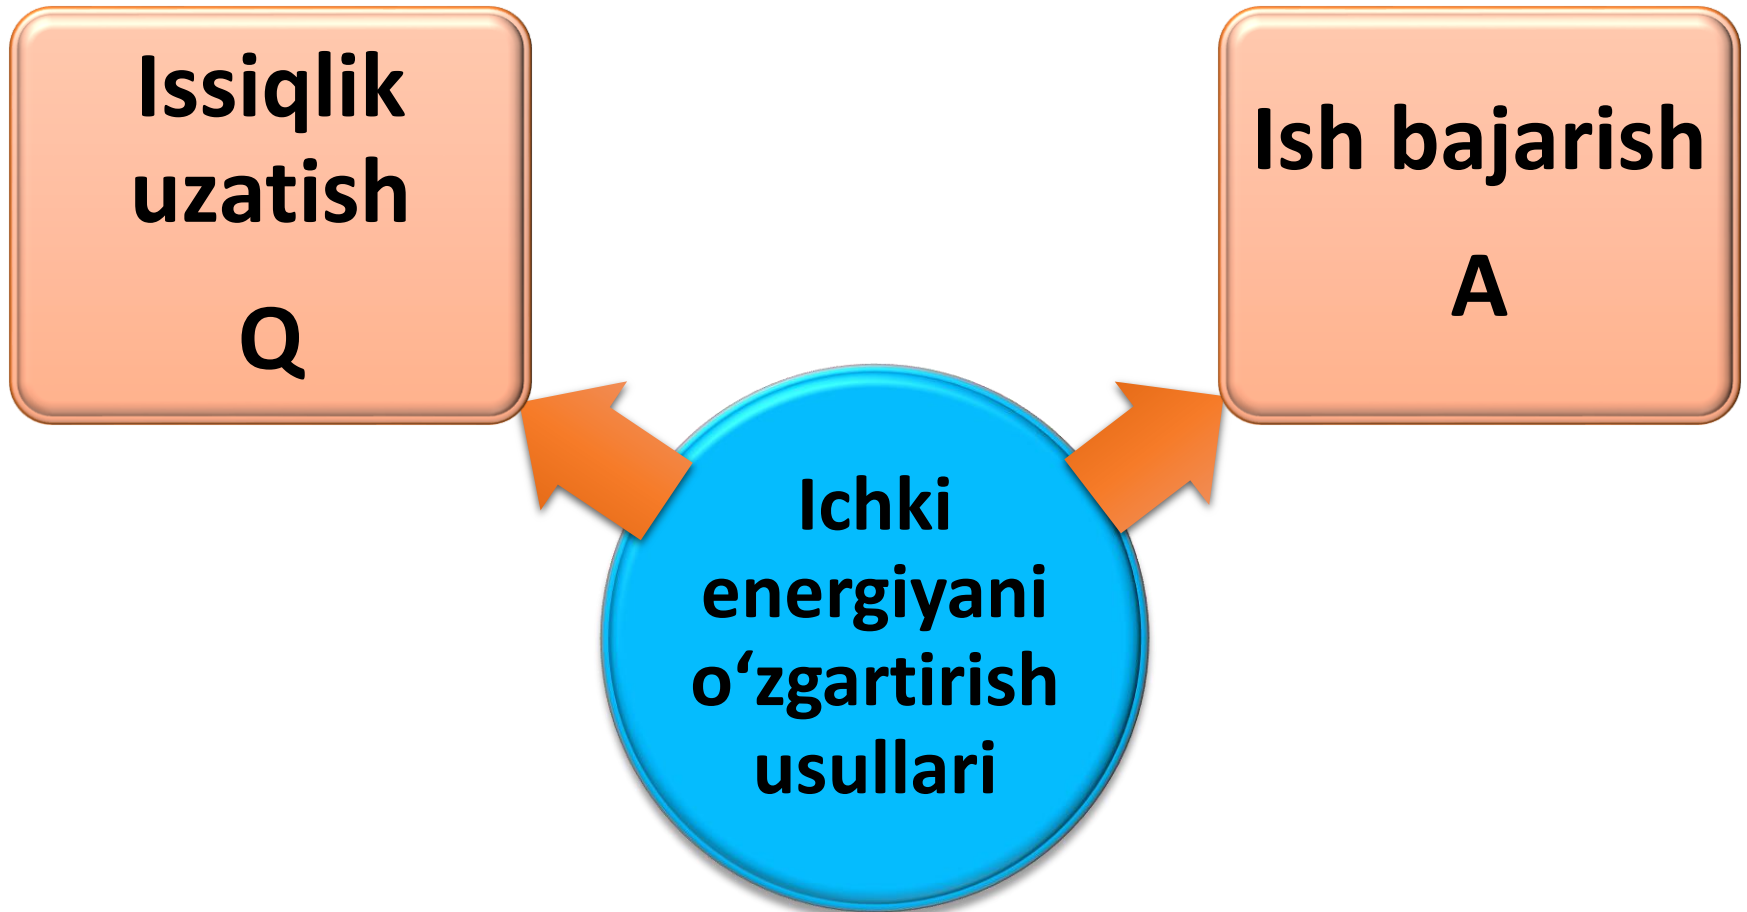 Issiqlik
uzatish
Q
Ish bajarish
A
Ichki
energiyani
o‘zgartirish
usullari